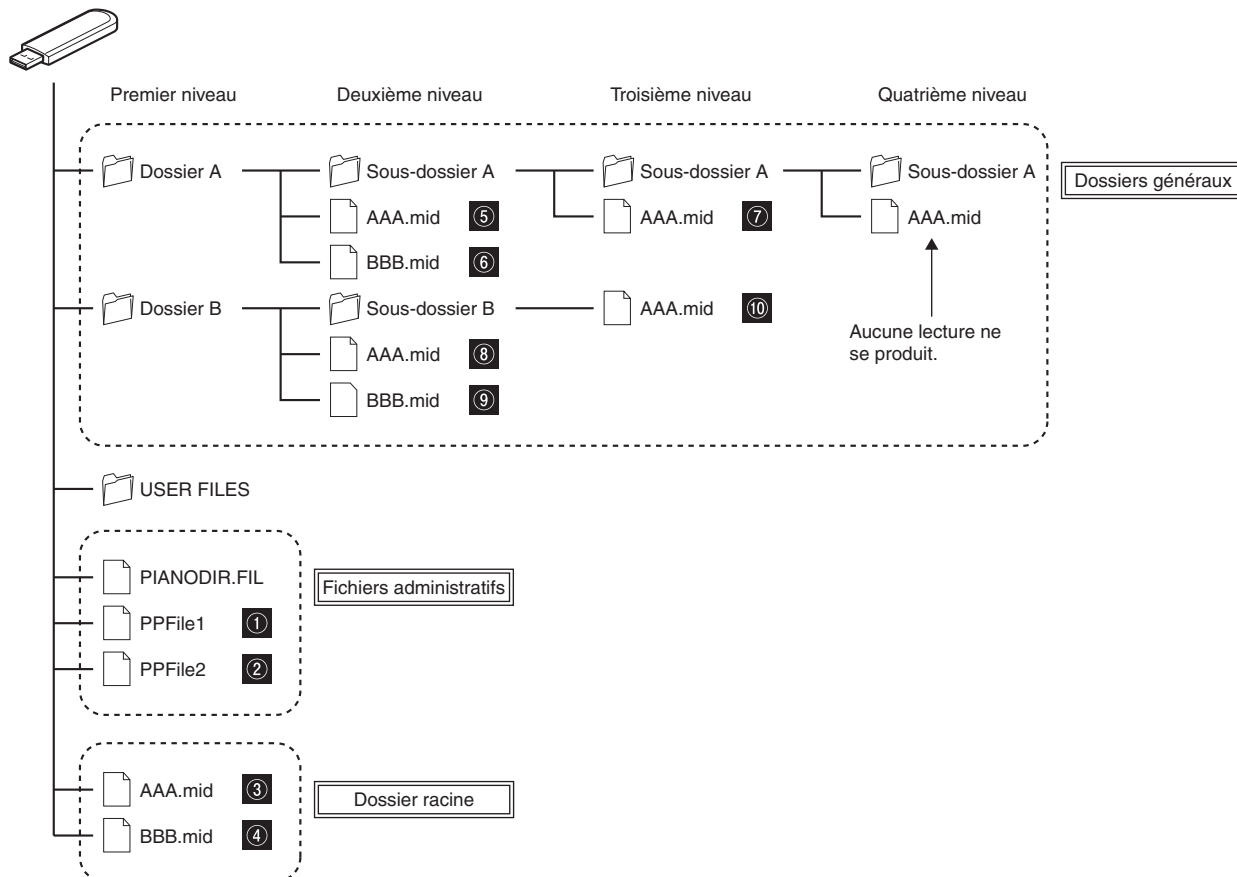 Premier niveau Deuxième niveau Troisième niveau Quatrième niveau
Dossier A Sous-dossier A Sous-dossier A Sous-dossier A
Dossiers généraux
AAA.mid ⑤ AAA.mid ⑦ AAA.mid
BBB.mid ⑥
Dossier B Sous-dossier B AAA.mid ⑩
Aucune lecture ne
se produit.
AAA.mid ⑧
BBB.mid ⑨
USER FILES
PIANODIR.FIL
Fichiers administratifs
PPFile1 ①
PPFile2 ②
AAA.mid ③
Dossier racine
BBB.mid ④